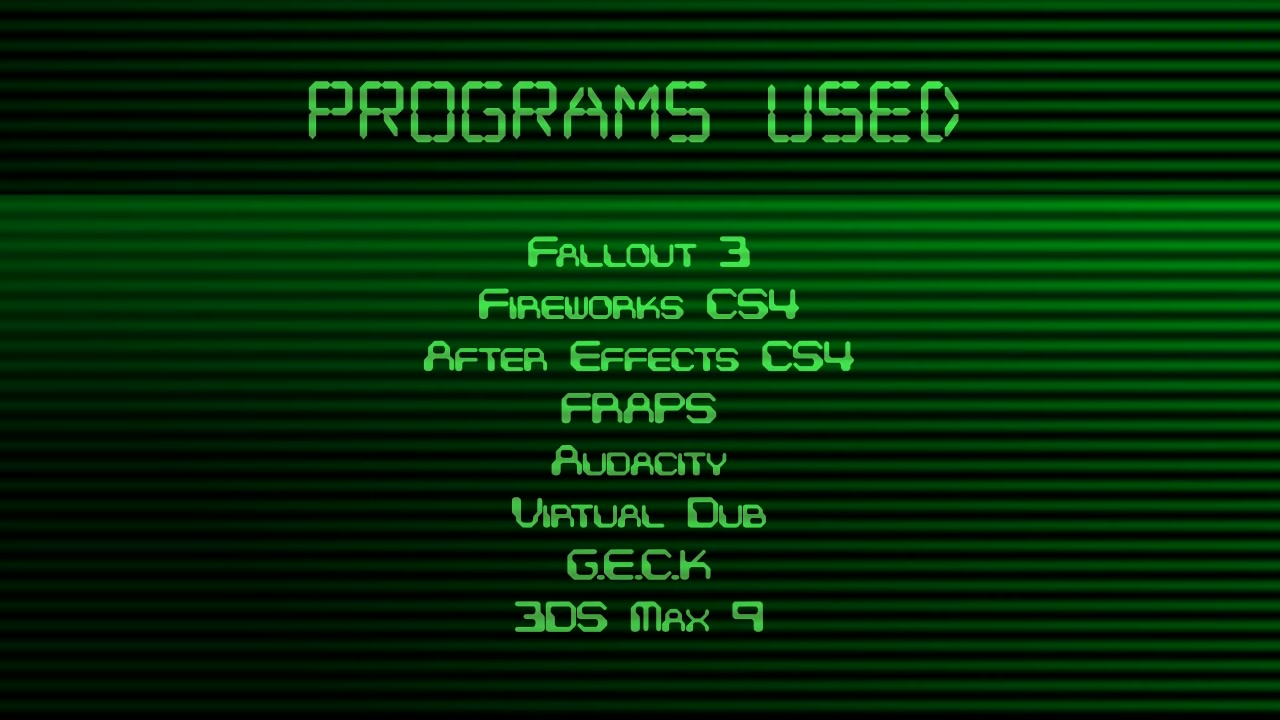 PROGRAMS USED
Fallout 3
Fireworks CS4
After Effects CS4
FRAPS
Audacity
Virtual Dub
G.E.C.K
3DS Max 9